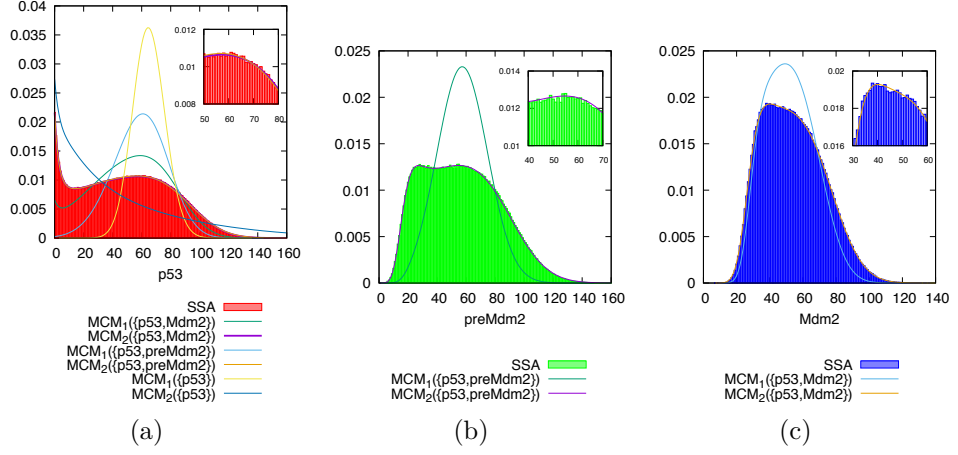 0.04
0.035
0.03
0.025
0.02
0.015
0.01
0.005
0
0 20 40 60 80 100 120 140 160
p53
0.012
0.01
0.008
50 60 70 80
SSA
MCM1({p53,Mdm2})
MCM2({p53,Mdm2})
MCM1({p53,preMdm2})
MCM2({p53,preMdm2})
MCM1({p53})
MCM2({p53})
(a)
0.025
0.02
0.015
0.01
0.005
0
0 20 40 60 80 100 120 140 160
preMdm2
0.014
0.012
0.01
40 50 60 70
SSA
MCM1({p53,preMdm2})
MCM2({p53,preMdm2})
(b)
0.025
0.02
0.015
0.01
0.005
0
0 20 40 60 80 100 120 140
Mdm2
0.02
0.018
0.016
30 40 50 60
SSA
MCM1({p53,Mdm2})
MCM2({p53,Mdm2})
(c)